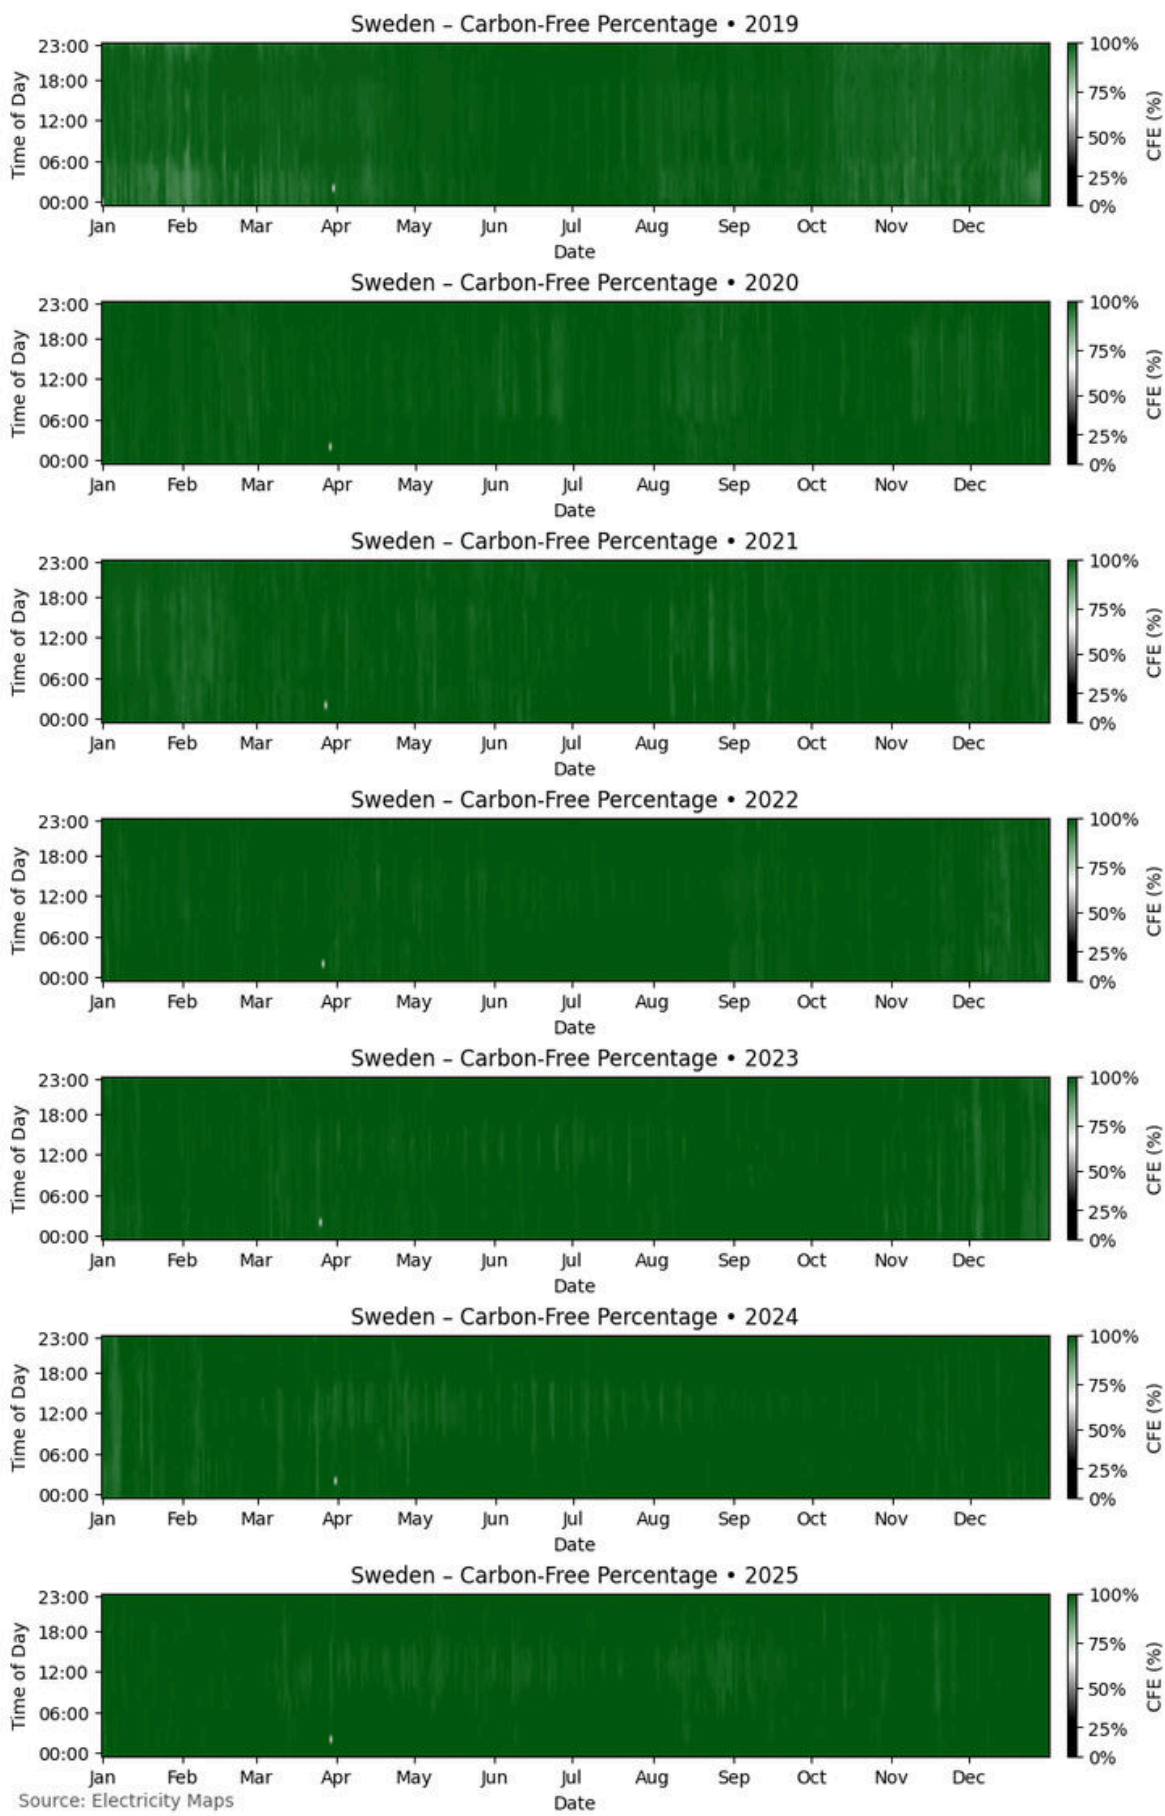 Sweden – Carbon-Free Percentage • 2019
23:00
18:00
12:00
06:00
00:00
Time of Day
Jan Feb Mar Apr May Jun Jul Aug Sep Oct Nov Dec
Date
100%
75%
50%
25%
0%
CFE (%)
Sweden – Carbon-Free Percentage • 2020
23:00
18:00
12:00
06:00
00:00
Time of Day
Jan Feb Mar Apr May Jun Jul Aug Sep Oct Nov Dec
Date
100%
75%
50%
25%
0%
CFE (%)
Sweden – Carbon-Free Percentage • 2021
23:00
18:00
12:00
06:00
00:00
Time of Day
Jan Feb Mar Apr May Jun Jul Aug Sep Oct Nov Dec
Date
100%
75%
50%
25%
0%
CFE (%)
Sweden – Carbon-Free Percentage • 2022
23:00
18:00
12:00
06:00
00:00
Time of Day
Jan Feb Mar Apr May Jun Jul Aug Sep Oct Nov Dec
Date
100%
75%
50%
25%
0%
CFE (%)
Sweden – Carbon-Free Percentage • 2023
23:00
18:00
12:00
06:00
00:00
Time of Day
Jan Feb Mar Apr May Jun Jul Aug Sep Oct Nov Dec
Date
100%
75%
50%
25%
0%
CFE (%)
Sweden – Carbon-Free Percentage • 2024
23:00
18:00
12:00
06:00
00:00
Time of Day
Jan Feb Mar Apr May Jun Jul Aug Sep Oct Nov Dec
Date
100%
75%
50%
25%
0%
CFE (%)
Sweden – Carbon-Free Percentage • 2025
23:00
18:00
12:00
06:00
00:00
Time of Day
Jan Feb Mar Apr May Jun Jul Aug Sep Oct Nov Dec
Date
100%
75%
50%
25%
0%
CFE (%)
Source: Electricity Maps